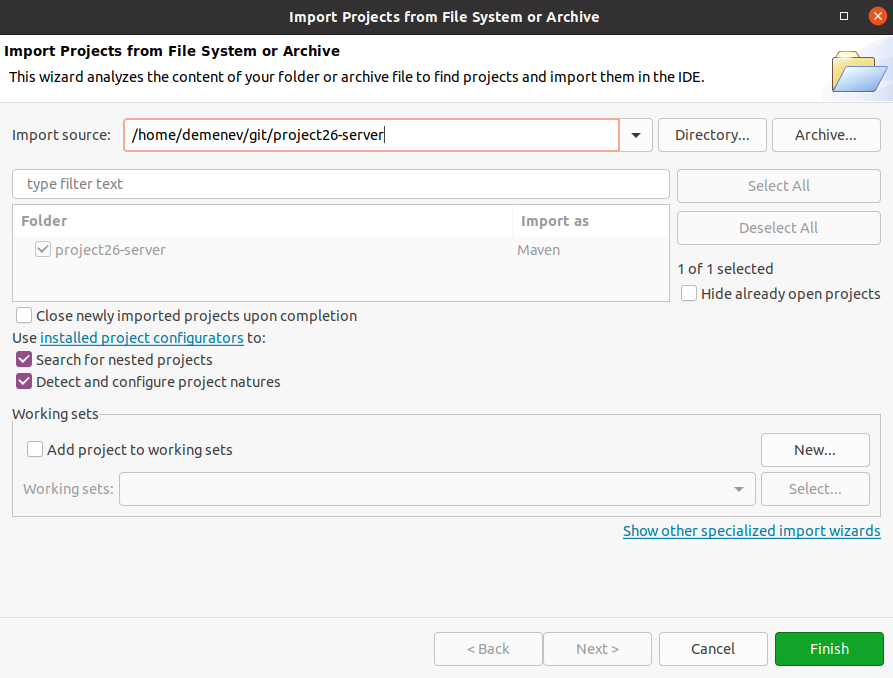 Import Projects from File System or Archive
Import Projects from File System or Archive
This wizard analyzes the content of your folder or archive file to find projects and import them in the IDE.
Import source: /home/demenev/git/project26-server Directory... Archive...
type filter text Select All
Folder Import as
Deselect All
project26-server Maven
1 of 1 selected
Hide already open projects
Close newly imported projects upon completion
Use installed project configurators to:
Search for nested projects
Detect and configure project natures
Working sets
Add project to working sets New...
Working sets: Select...
Show other specialized import wizards
< Back Next > Cancel Finish